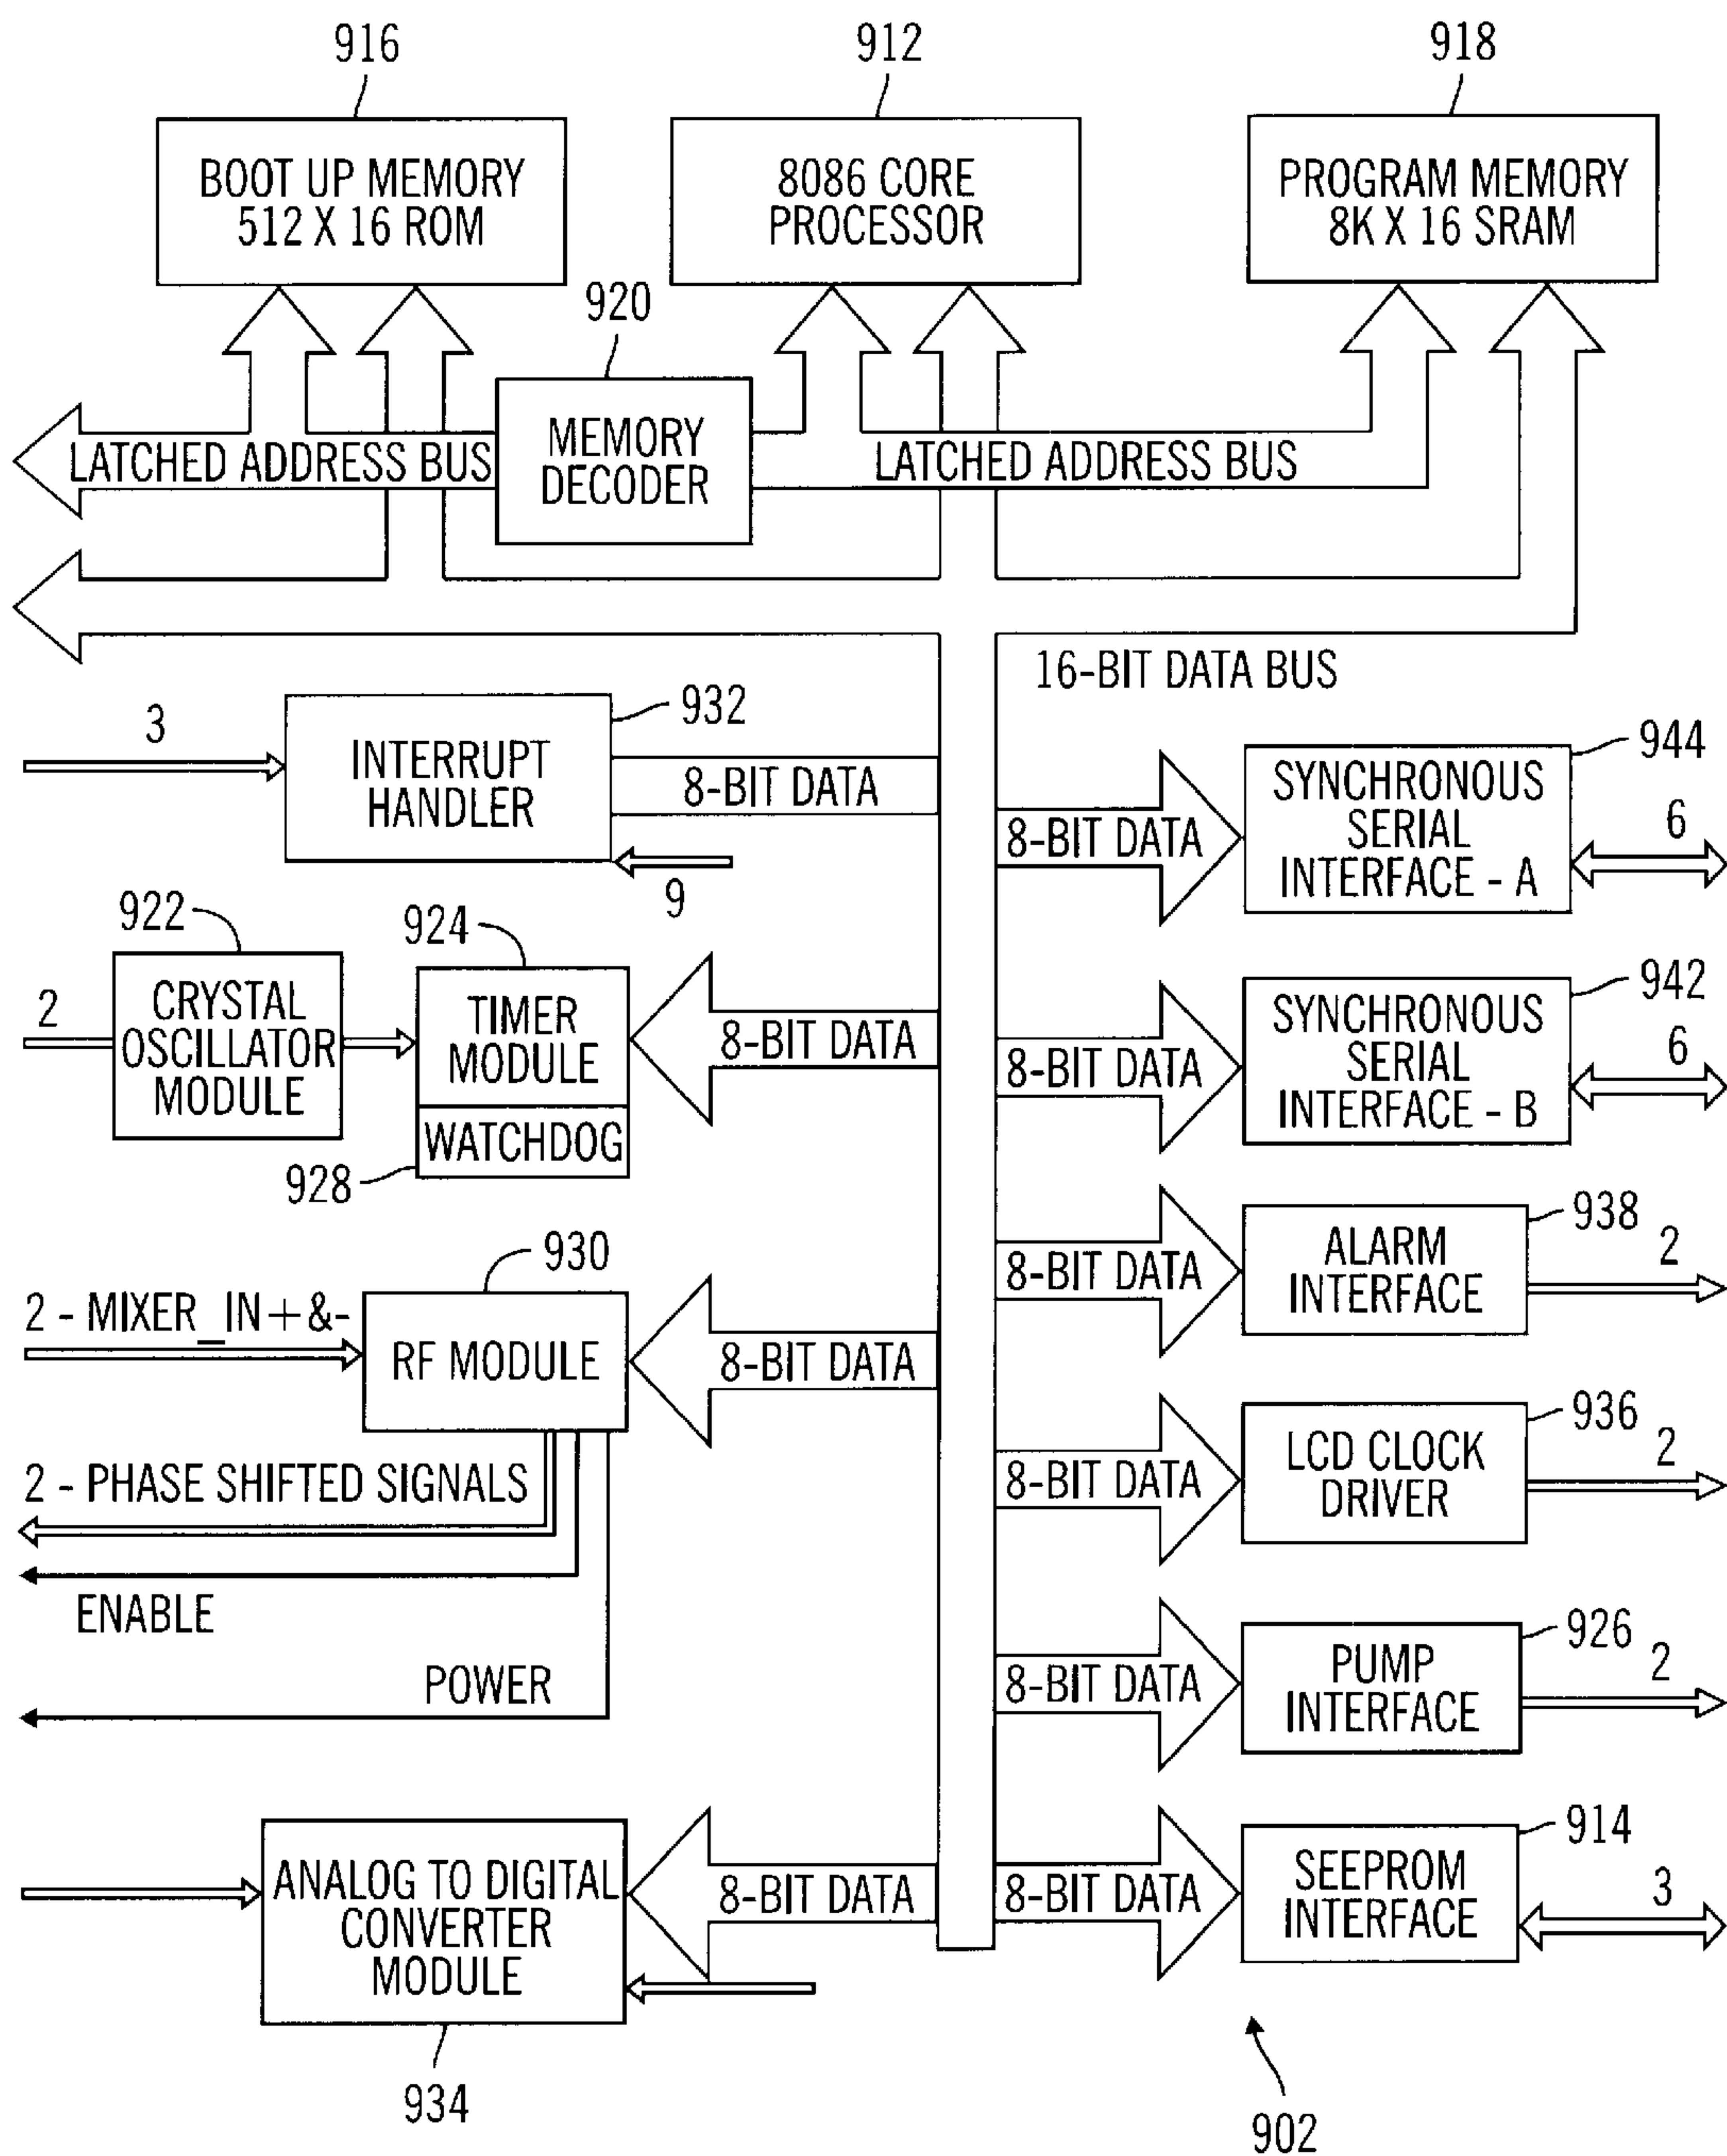 916
912
918
BOOT UP MEMORY
512 X 16 ROM
8086 CORE
PROCESSOR
PROGRAM MEMORY
8K X 16 SRAM
920
LATCHED ADDRESS BUS
MEMORY
DECODER
LATCHED ADDRESS BUS
16-BIT DATA BUS
3
932
INTERRUPT
HANDLER
8-BIT DATA
9
944
8-BIT DATA
SYNCHRONOUS
SERIAL
INTERFACE - A
6
922
924
2
CRYSTAL
OSCILLATOR
MODULE
TIMER
MODULE
WATCHDOG
928
8-BIT DATA
942
8-BIT DATA
SYNCHRONOUS
SERIAL
INTERFACE - B
6
930
2 - MIXER_IN+&-
RF MODULE
8-BIT DATA
938
8-BIT DATA
ALARM
INTERFACE
2
2 - PHASE SHIFTED SIGNALS
ENABLE
POWER
936
8-BIT DATA
LCD CLOCK
DRIVER
2
926
8-BIT DATA
PUMP
INTERFACE
2
ANALOG TO DIGITAL
CONVERTER
MODULE
8-BIT DATA
934
914
8-BIT DATA
SEEPROM
INTERFACE
3
902